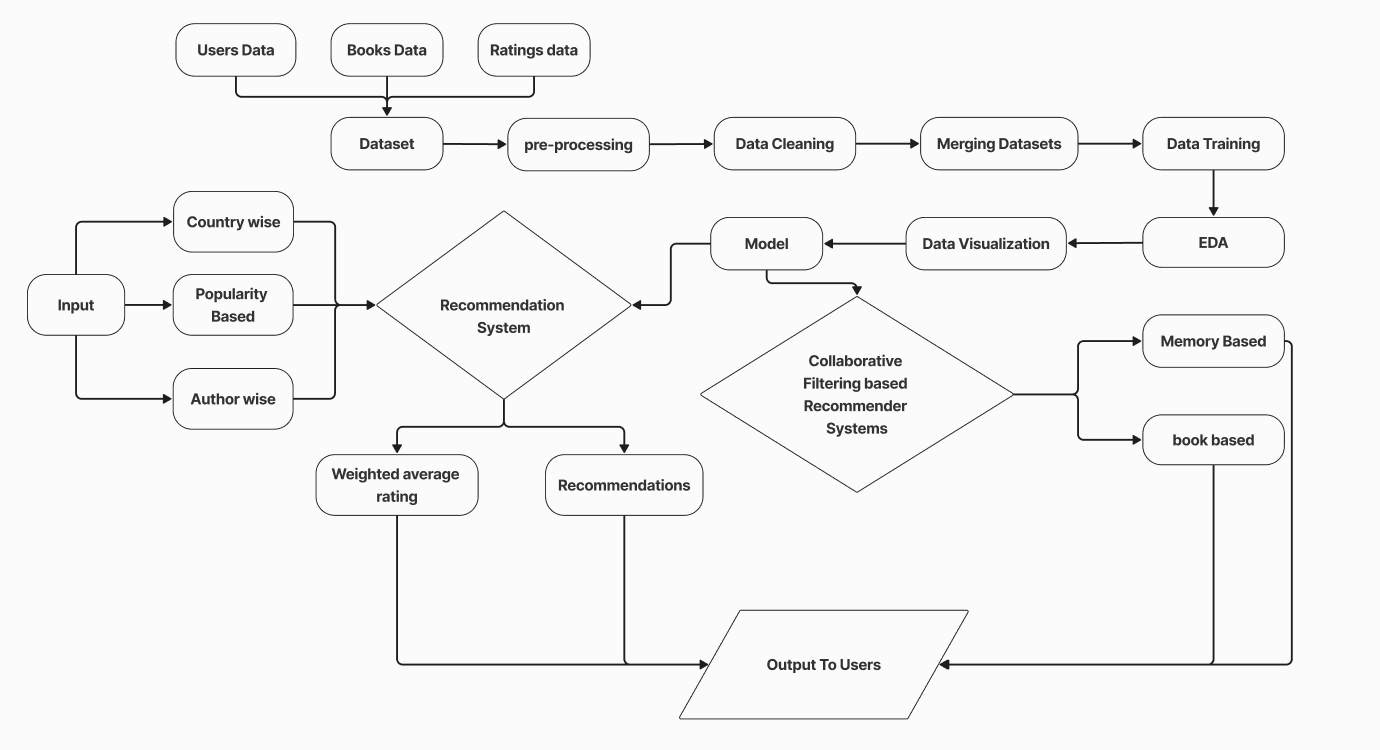 Users Data
Books Data
Ratings data
Dataset
pre-processing
Data Cleaning
Merging Datasets
Data Training
Country wise
Model
Data Visualization
EDA
Input
Popularity
Based
Recommendation
System
Memory Based
Collaborative
Filtering based
Recommender
Systems
Author wise
book based
Weighted average
rating
Recommendations
Output To Users